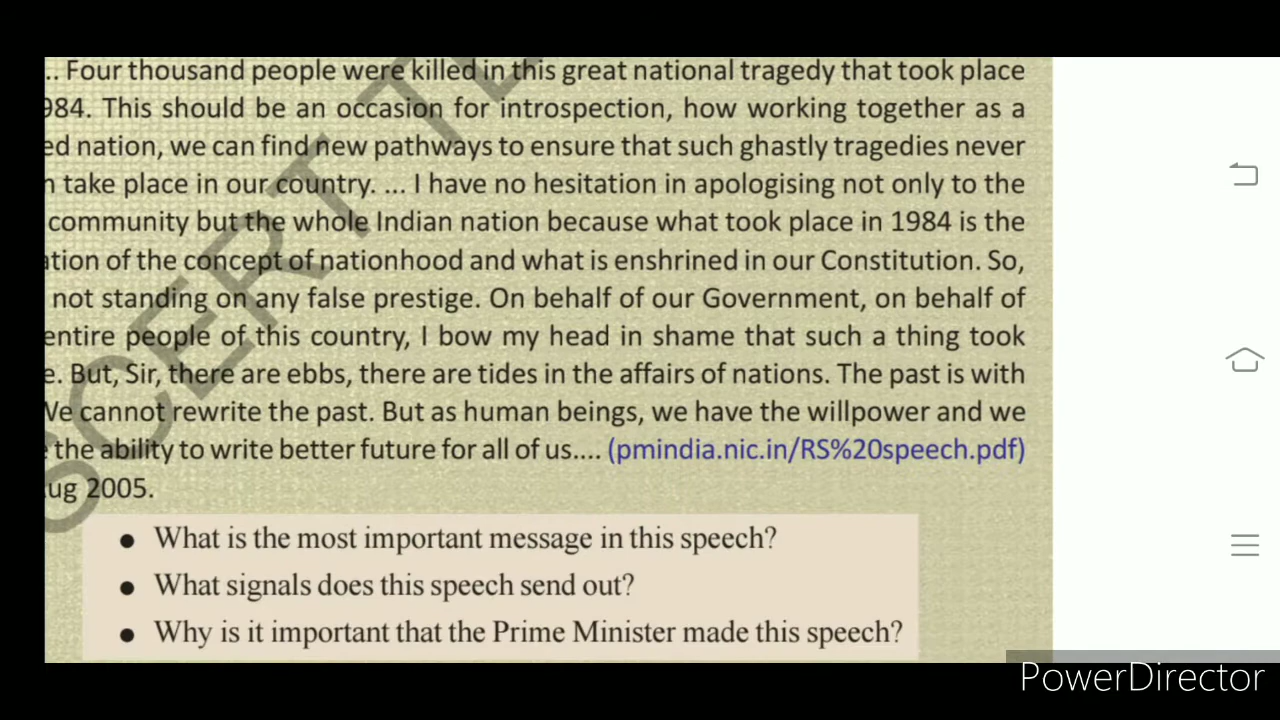 .. Four thousand people were killed in this great national tragedy that took place
984. This should be an occasion for introspection, how working together as a
ed nation, we can find new pathways to ensure that such ghastly tragedies never
n take place in our country. ... I have no hesitation in apologising not only to the
community but the whole Indian nation because what took place in 1984 is the
ation of the concept of nationhood and what is enshrined in our Constitution. So,
not standing on any false prestige. On behalf of our Government, on behalf of
entire people of this country, I bow my head in shame that such a thing took
e. But, Sir, there are ebbs, there are tides in the affairs of nations. The past is with
We cannot rewrite the past. But as human beings, we have the willpower and we
the ability to write better future for all of us.... (pmindia.nic.in/RS%20speech.pdf)
ug 2005.
● What is the most important message in this speech?
● What signals does this speech send out?
● Why is it important that the Prime Minister made this speech?
SCERT TE
PowerDirector